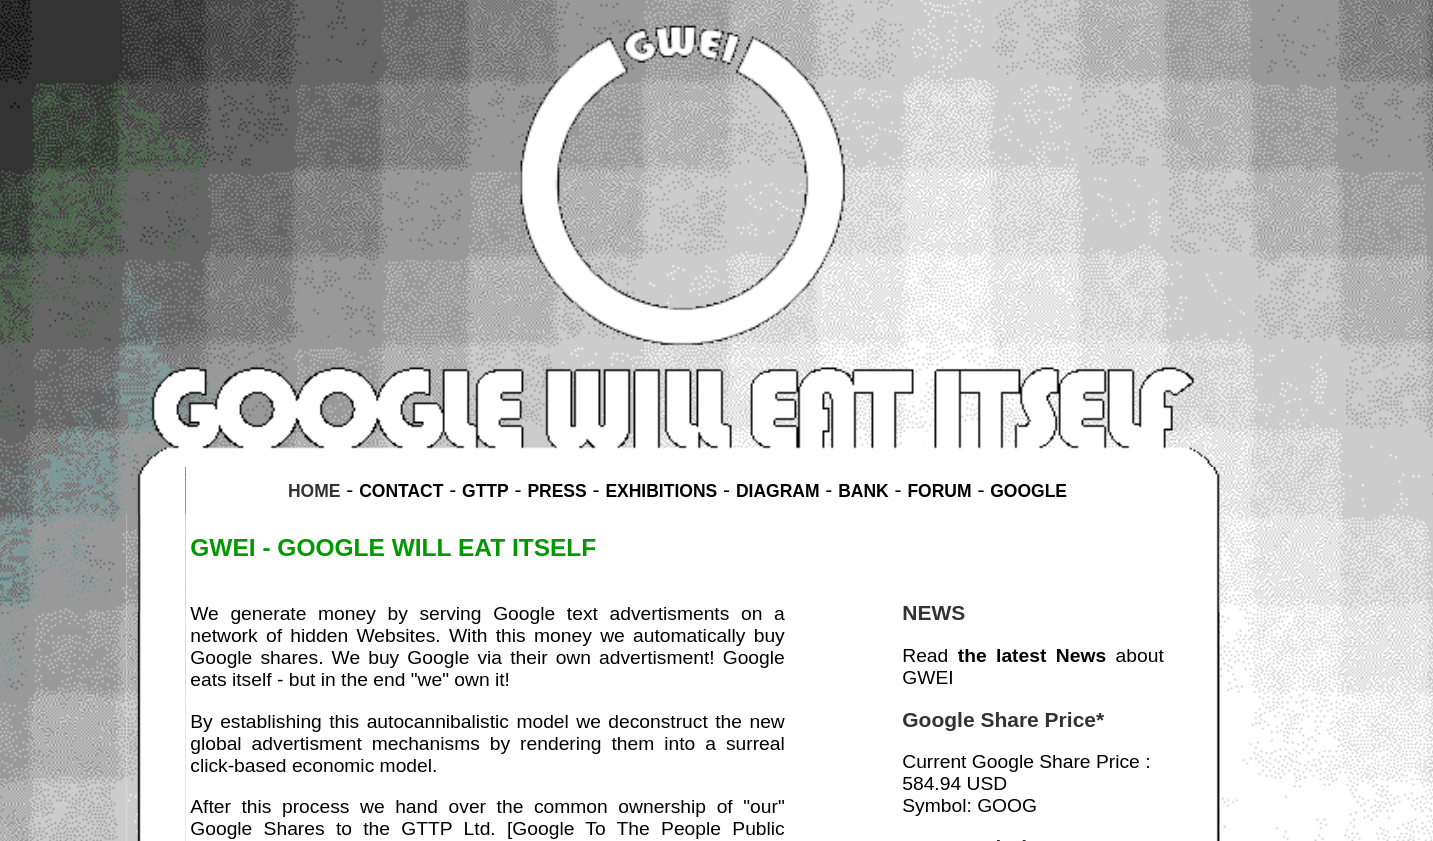 GWEI
GOOGLE WILL EAT ITSELF
HOME - CONTACT - GTTP - PRESS - EXHIBITIONS - DIAGRAM - BANK - FORUM - GOOGLE
GWEI - GOOGLE WILL EAT ITSELF
We generate money by serving Google text advertisments on a
network of hidden Websites. With this money we automatically buy
Google shares. We buy Google via their own advertisment! Google
eats itself - but in the end "we" own it!
By establishing this autocannibalistic model we deconstruct the new
global advertisment mechanisms by rendering them into a surreal
click-based economic model.
After this process we hand over the common ownership of "our"
Google Shares to the GTTP Ltd. [Google To The People Public
NEWS
Read the latest News about
GWEI
Google Share Price*
Current Google Share Price :
584.94 USD
Symbol: GOOG